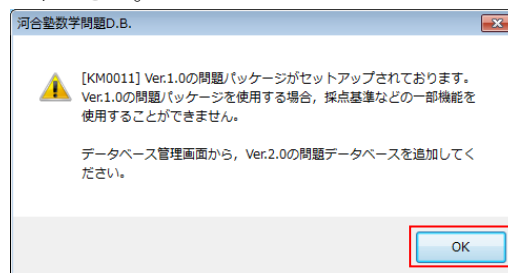 河合塾数学問題D.B.
[KM0011] Ver.1.0の問題パッケージがセットアップされております。
Ver.1.0の問題パッケージを使用する場合，採点基準などの一部機能を
使用することができません。
データベース管理画面から，Ver.2.0の問題データベースを追加してく
ださい。
OK